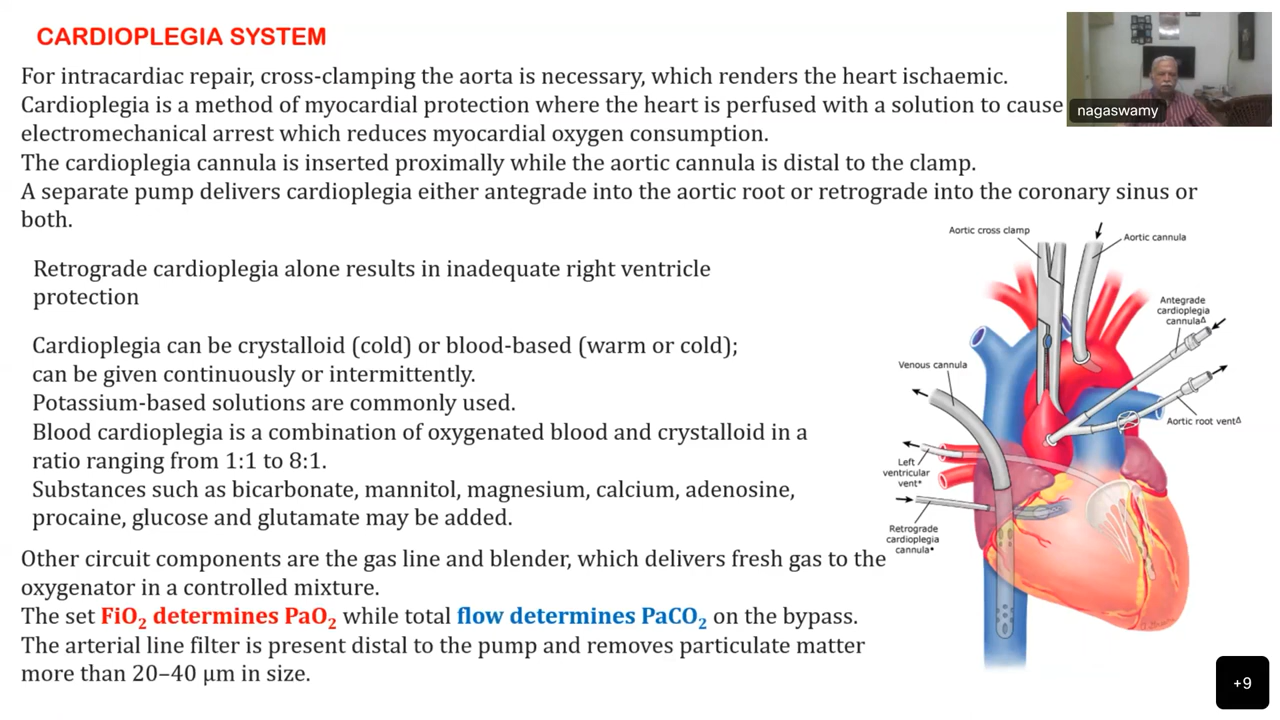 CARDIOPLEGIA SYSTEM
For intracardiac repair, cross-clamping the aorta is necessary, which renders the heart ischaemic.
Cardioplegia is a method of myocardial protection where the heart is perfused with a solution to cause
electromechanical arrest which reduces myocardial oxygen consumption.
The cardioplegia cannula is inserted proximally while the aortic cannula is distal to the clamp.
A separate pump delivers cardioplegia either antegrade into the aortic root or retrograde into the coronary sinus or
both.
nagaswamy
Retrograde cardioplegia alone results in inadequate right ventricle
protection
Cardioplegia can be crystalloid (cold) or blood-based (warm or cold);
can be given continuously or intermittently.
Potassium-based solutions are commonly used.
Blood cardioplegia is a combination of oxygenated blood and crystalloid in a
ratio ranging from 1:1 to 8:1.
Substances such as bicarbonate, mannitol, magnesium, calcium, adenosine,
procaine, glucose and glutamate may be added.
Other circuit components are the gas line and blender, which delivers fresh gas to the
oxygenator in a controlled mixture.
The set FiO₂ determines PaO₂ while total flow determines PaCO₂ on the bypass.
The arterial line filter is present distal to the pump and removes particulate matter
more than 20–40 μm in size.
Aortic cross clamp
Aortic cannula
Antegrade
cardioplegia
cannulaΔ
Venous cannula
Aortic root ventΔ
Left
ventricular
vent*
Retrograde
cardioplegia
cannula•
+9